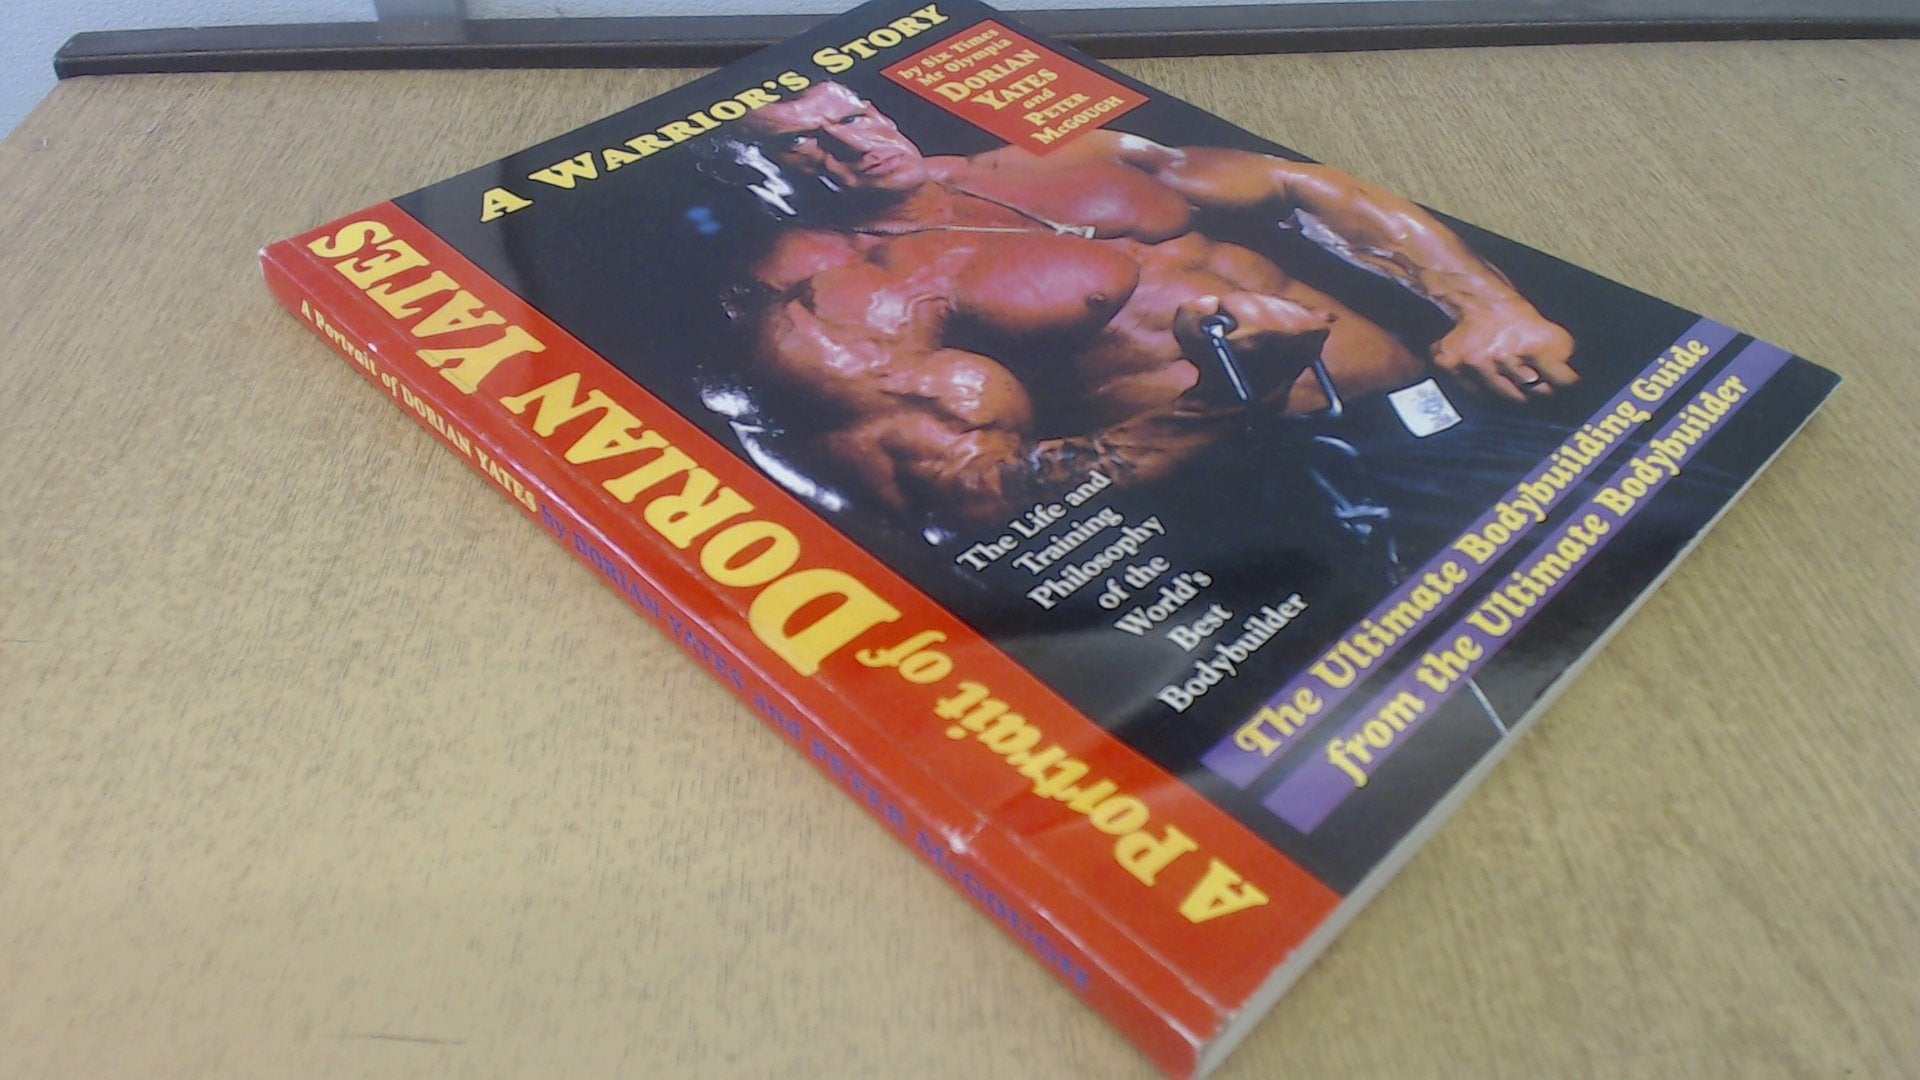 A WARRIOR'S STORY
by Six Times
Mr Olympia
DORIAN
YATES
and
PETER
McGOUGH
A Portrait of DORIAN YATES
The Life and
Training
Philosophy
of the
World's
Best
Bodybuilder
The Ultimate Bodybuilding Guide
from the Ultimate Bodybuilder
A Portrait of DORIAN YATES by DORIAN YATES and PETER McGOUGH